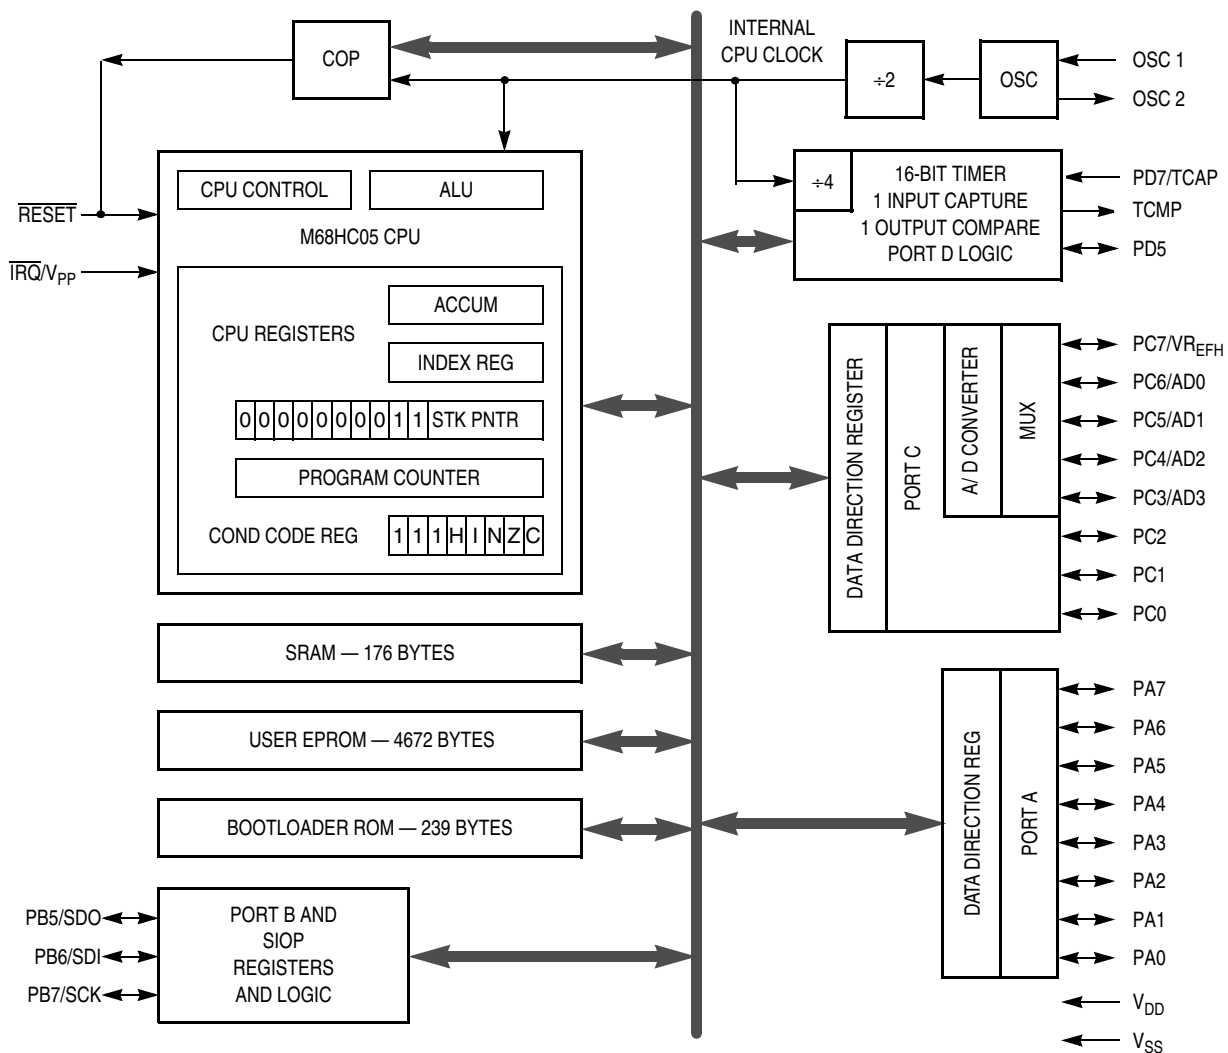 INTERNAL
CPU CLOCK
COP
÷2
OSC
OSC 1
OSC 2
CPU CONTROL
ALU
M68HC05 CPU
RESET
IRQ/VPP
÷4
16-BIT TIMER
1 INPUT CAPTURE
1 OUTPUT COMPARE
PORT D LOGIC
PD7/TCAP
TCMP
PD5
CPU REGISTERS
ACCUM
INDEX REG
0 0 0 0 0 0 0 0 1 1 STK PNTR
PROGRAM COUNTER
COND CODE REG
1 1 1 H I N Z C
DATA DIRECTION REGISTER
PORT C
A/ D CONVERTER
MUX
PC7/VREFH
PC6/AD0
PC5/AD1
PC4/AD2
PC3/AD3
PC2
PC1
PC0
SRAM — 176 BYTES
USER EPROM — 4672 BYTES
BOOTLOADER ROM — 239 BYTES
DATA DIRECTION REG
PORT A
PA7
PA6
PA5
PA4
PA3
PA2
PA1
PA0
PB5/SDO
PB6/SDI
PB7/SCK
PORT B AND
SIOP
REGISTERS
AND LOGIC
VDD
VSS